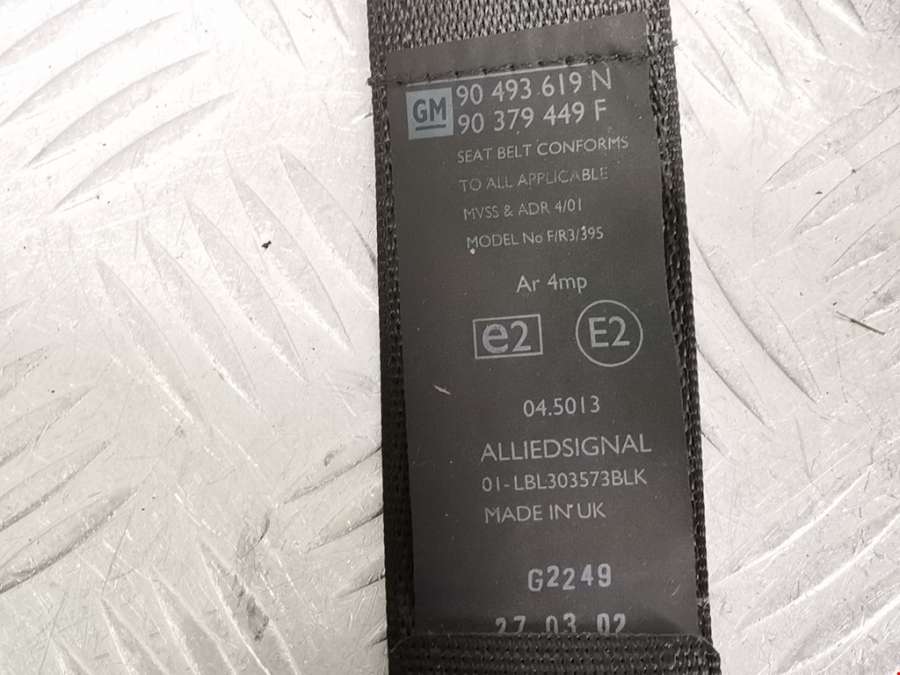 GM 90 493 619 N
90 379 449 F
SEAT BELT CONFORMS
TO ALL APPLICABLE
MVSS & ADR 4/01
MODEL No F/R3/395
Ar 4mp
e2 E2
04.5013
ALLIEDSIGNAL
01-LBL303573BLK
MADE IN UK
G2249
27 03 02